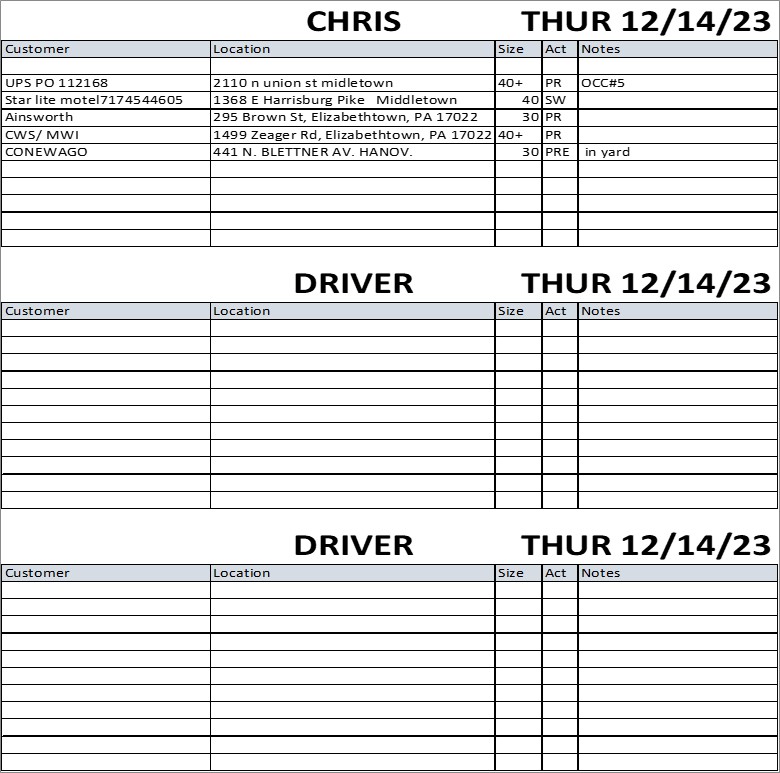 CHRIS THUR 12/14/23
Customer Location Size Act Notes
UPS PO 112168 2110 n union st midletown 40+ PR OCC#5
Star lite motel7174544605 1368 E Harrisburg Pike Middletown 40 SW
Ainsworth 295 Brown St, Elizabethtown, PA 17022 30 PR
CWS/ MWI 1499 Zeager Rd, Elizabethtown, PA 17022 40+ PR
CONEWAGO 441 N. BLETTNER AV. HANOV. 30 PRE in yard
DRIVER THUR 12/14/23
Customer Location Size Act Notes
DRIVER THUR 12/14/23
Customer Location Size Act Notes